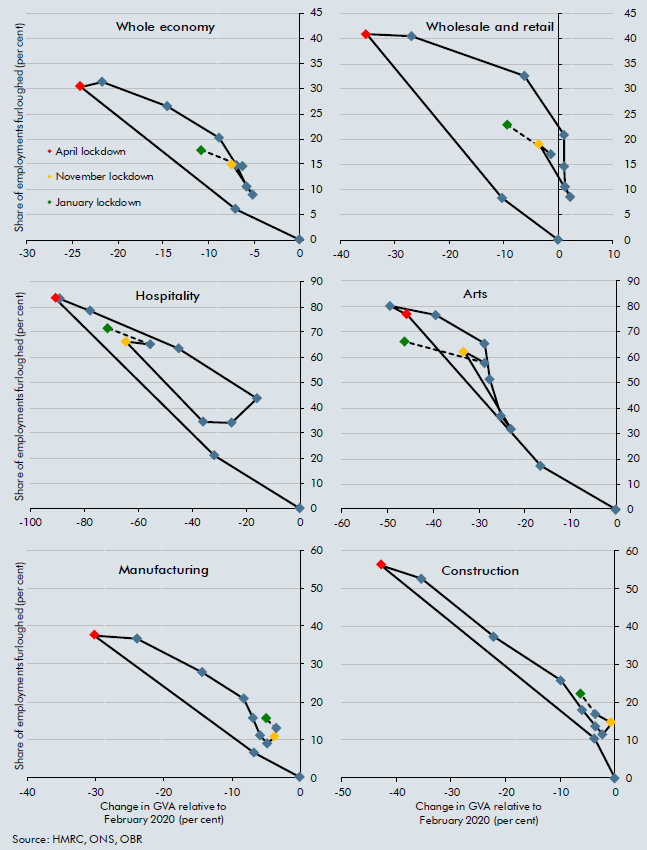 Whole economy
Share of employments furloughed (per cent)
45
40
35
30
25
20
15
10
5
0
-30 -25 -20 -15 -10 -5 0
April lockdown
November lockdown
January lockdown
Wholesale and retail
45
40
35
30
25
20
15
10
5
0
-40 -30 -20 -10 0 10
Hospitality
Share of employments furloughed (per cent)
90
80
70
60
50
40
30
20
10
0
-100 -80 -60 -40 -20 0
Arts
90
80
70
60
50
40
30
20
10
0
-60 -50 -40 -30 -20 -10 0
Manufacturing
Share of employments furloughed (per cent)
60
50
40
30
20
10
0
-40 -30 -20 -10 0
Change in GVA relative to
February 2020 (per cent)
Construction
60
50
40
30
20
10
0
-50 -40 -30 -20 -10 0
Change in GVA relative to
February 2020 (per cent)
Source: HMRC, ONS, OBR